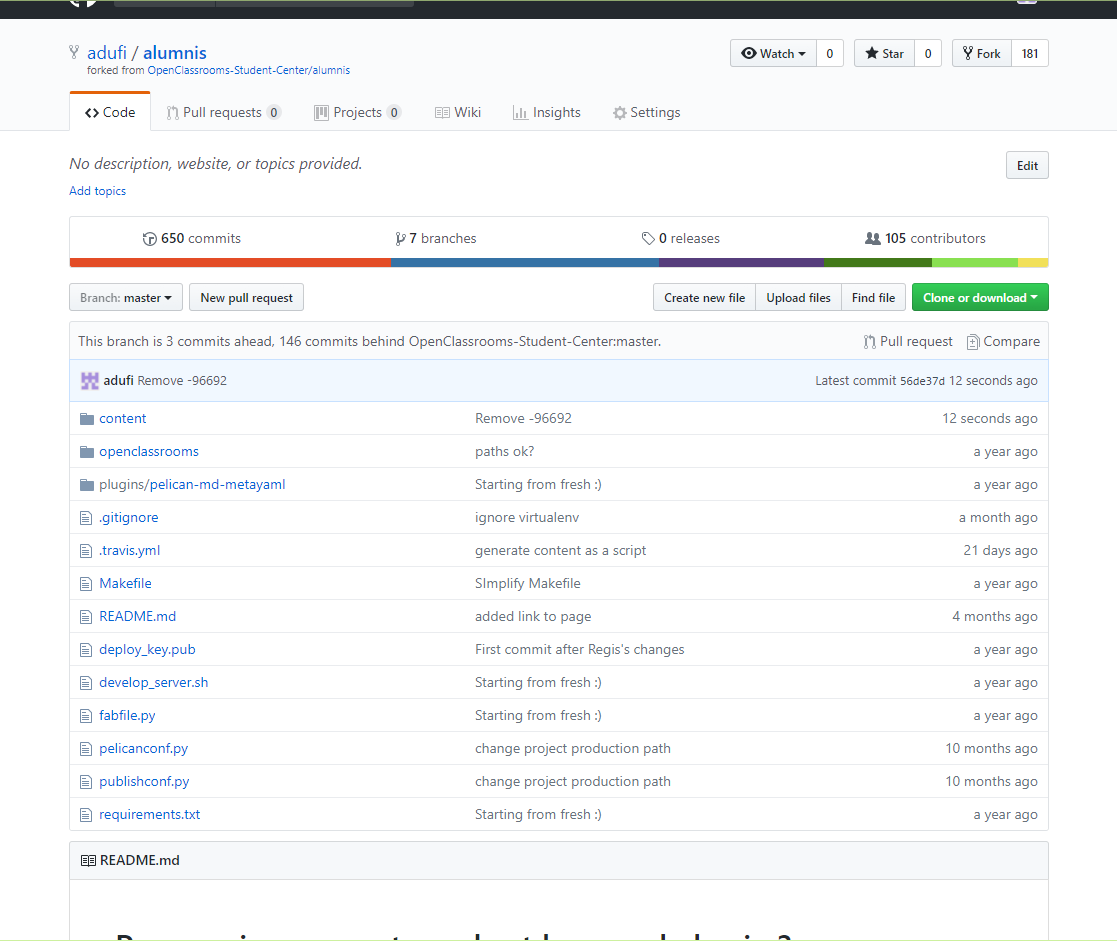 adufi / alumnis
Watch 0 Star 0 Fork 181
forked from OpenClassrooms-Student-Center/alumnis
Code Pull requests 0 Projects 0 Wiki Insights Settings
No description, website, or topics provided.
Edit
Add topics
650 commits 7 branches 0 releases 105 contributors
Branch: master New pull request Create new file Upload files Find file Clone or download
This branch is 3 commits ahead, 146 commits behind OpenClassrooms-Student-Center:master. Pull request Compare
adufi Remove -96692 Latest commit 56de37d 12 seconds ago
content Remove -96692 12 seconds ago
openclassrooms paths ok? a year ago
plugins/pelican-md-metayaml Starting from fresh :) a year ago
.gitignore ignore virtualenv a month ago
.travis.yml generate content as a script 21 days ago
Makefile SImplify Makefile a year ago
README.md added link to page 4 months ago
deploy_key.pub First commit after Regis's changes a year ago
develop_server.sh Starting from fresh :) a year ago
fabfile.py Starting from fresh :) a year ago
pelicanconf.py change project production path 10 months ago
publishconf.py change project production path 10 months ago
requirements.txt Starting from fresh :) a year ago
README.md